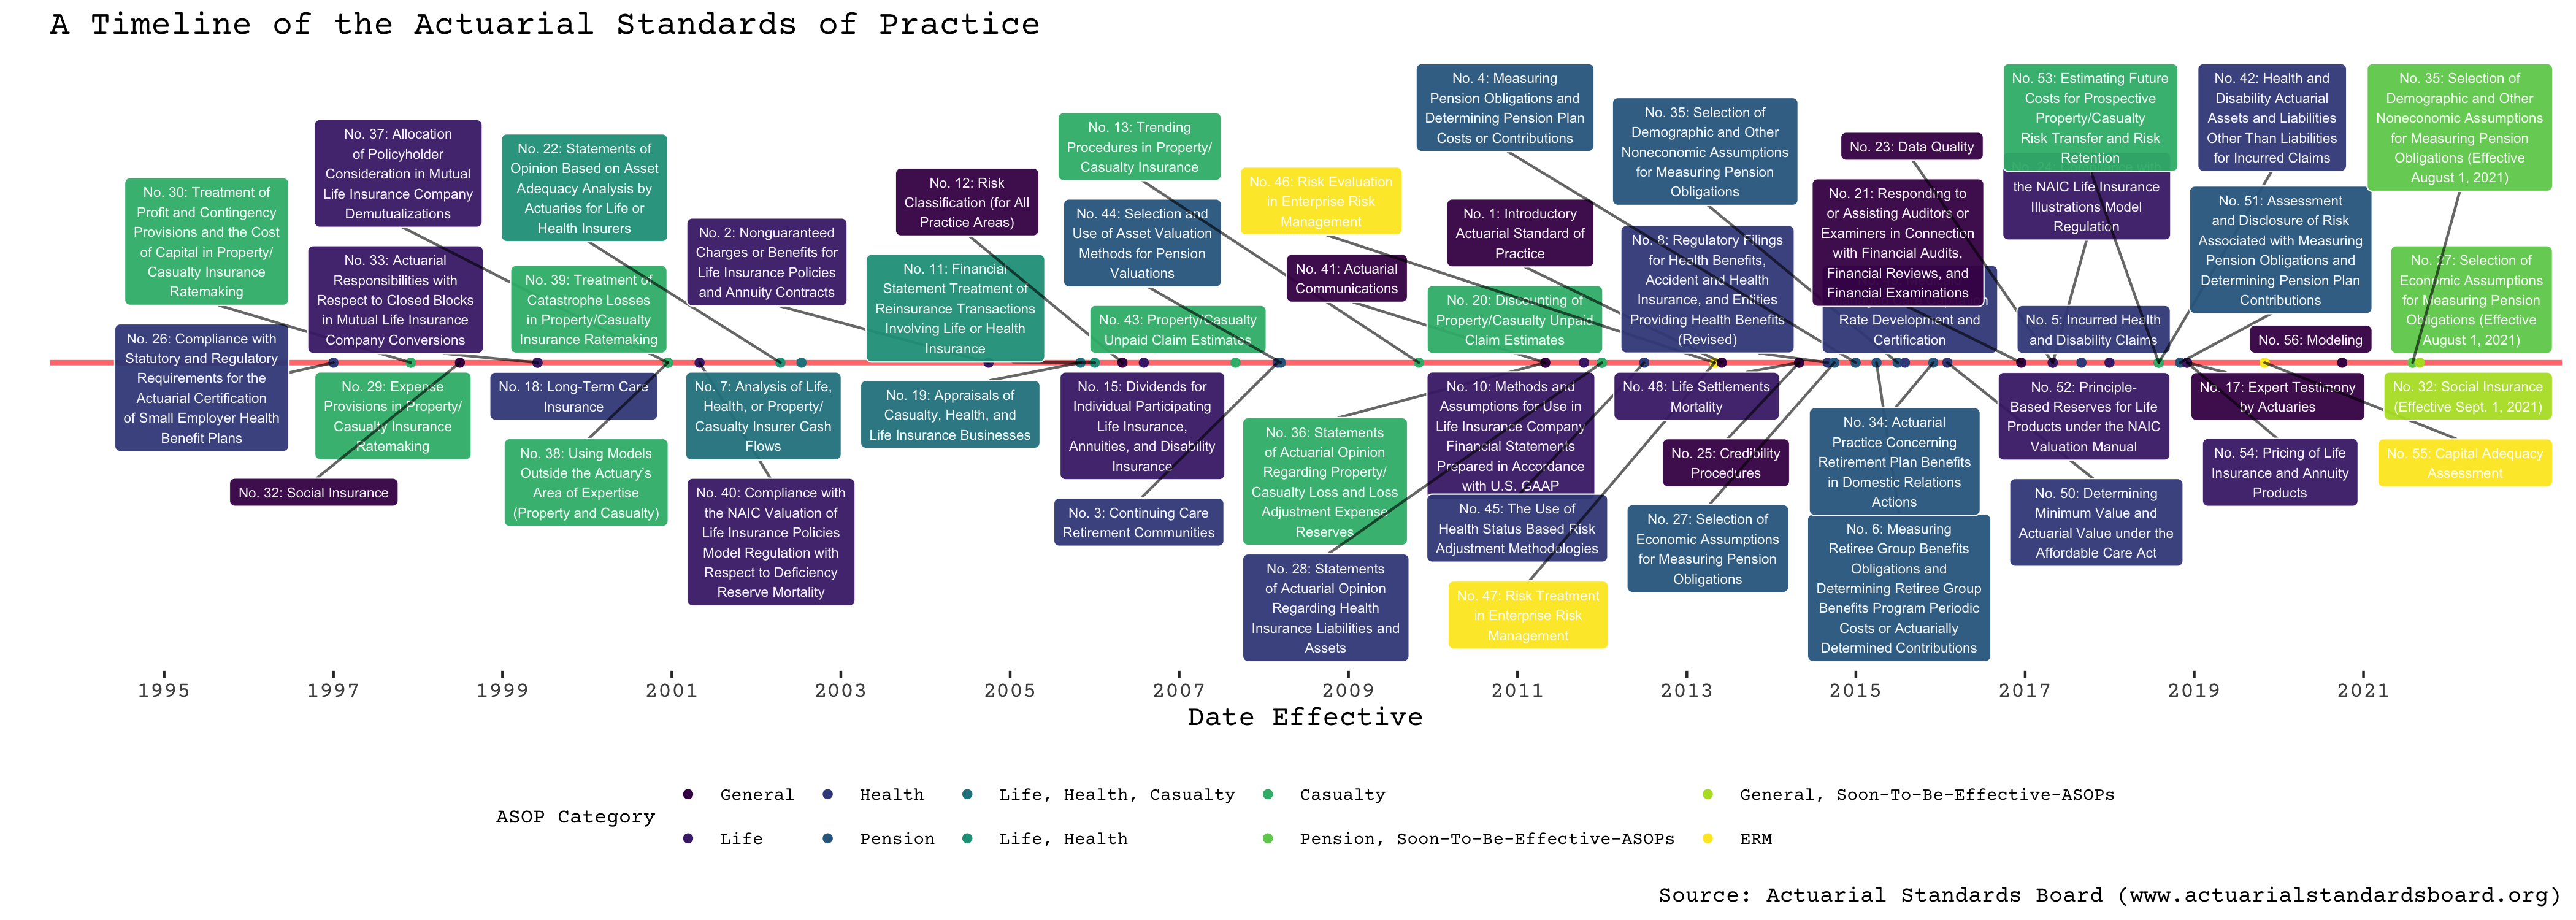 A Timeline of the Actuarial Standards of Practice
No. 30: Treatment of
Profit and Contingency
Provisions and the Cost
of Capital in Property/
Casualty Insurance
Ratemaking
No. 26: Compliance with
Statutory and Regulatory
Requirements for the
Actuarial Certification
of Small Employer Health
Benefit Plans
No. 37: Allocation
of Policyholder
Consideration in Mutual
Life Insurance Company
Demutualizations
No. 33: Actuarial
Responsibilities with
Respect to Closed Blocks
in Mutual Life Insurance
Company Conversions
No. 29: Expense
Provisions in Property/
Casualty Insurance
Ratemaking
No. 32: Social Insurance
No. 22: Statements of
Opinion Based on Asset
Adequacy Analysis by
Actuaries for Life or
Health Insurers
No. 39: Treatment of
Catastrophe Losses
in Property/Casualty
Insurance Ratemaking
No. 18: Long-Term Care
Insurance
No. 38: Using Models
Outside the Actuary's
Area of Expertise
(Property and Casualty)
No. 2: Nonguaranteed
Charges or Benefits for
Life Insurance Policies
and Annuity Contracts
No. 7: Analysis of Life,
Health, or Property/
Casualty Insurer Cash
Flows
No. 40: Compliance with
the NAIC Valuation of
Life Insurance Policies
Model Regulation with
Respect to Deficiency
Reserve Mortality
No. 12: Risk
Classification (for All
Practice Areas)
No. 11: Financial
Statement Treatment of
Reinsurance Transactions
Involving Life or Health
Insurance
No. 19: Appraisals of
Casualty, Health, and
Life Insurance Businesses
No. 13: Trending
Procedures in Property/
Casualty Insurance
No. 44: Selection and
Use of Asset Valuation
Methods for Pension
Valuations
No. 43: Property/Casualty
Unpaid Claim Estimates
No. 15: Dividends for
Individual Participating
Life Insurance,
Annuities, and Disability
Insurance
No. 3: Continuing Care
Retirement Communities
No. 46: Risk Evaluation
in Enterprise Risk
Management
No. 41: Actuarial
Communications
No. 36: Statements
of Actuarial Opinion
Regarding Property/
Casualty Loss and Loss
Adjustment Expense
Reserves
No. 28: Statements
of Actuarial Opinion
Regarding Health
Insurance Liabilities and
Assets
No. 4: Measuring
Pension Obligations and
Determining Pension Plan
Costs or Contributions
No. 1: Introductory
Actuarial Standard of
Practice
No. 20: Discounting of
Property/Casualty Unpaid
Claim Estimates
No. 10: Methods and
Assumptions for Use in
Life Insurance Company
Financial Statements
Prepared in Accordance
with U.S. GAAP
No. 45: The Use of
Health Status Based Risk
Adjustment Methodologies
No. 47: Risk Treatment
in Enterprise Risk
Management
No. 35: Selection of
Demographic and Other
Noneconomic Assumptions
for Measuring Pension
Obligations
No. 8: Regulatory Filings
for Health Benefits,
Accident and Health
Insurance, and Entities
Providing Health Benefits
(Revised)
No. 48: Life Settlements
Mortality
No. 25: Credibility
Procedures
No. 27: Selection of
Economic Assumptions
for Measuring Pension
Obligations
No. 23: Data Quality
No. 21: Responding to
or Assisting Auditors or
Examiners in Connection
with Financial Audits,
Financial Reviews, and
Financial Examinations
Rate Development and
Certification
No. 34: Actuarial
Practice Concerning
Retirement Plan Benefits
in Domestic Relations
Actions
No. 6: Measuring
Retiree Group Benefits
Obligations and
Determining Retiree Group
Benefits Program Periodic
Costs or Actuarially
Determined Contributions
No. 53: Estimating Future
Costs for Prospective
Property/Casualty
Risk Transfer and Risk
Retention
the NAIC Life Insurance
Illustrations Model
Regulation
No. 5: Incurred Health
and Disability Claims
No. 52: Principle-
Based Reserves for Life
Products under the NAIC
Valuation Manual
No. 50: Determining
Minimum Value and
Actuarial Value under the
Affordable Care Act
No. 42: Health and
Disability Actuarial
Assets and Liabilities
Other Than Liabilities
for Incurred Claims
No. 51: Assessment
and Disclosure of Risk
Associated with Measuring
Pension Obligations and
Determining Pension Plan
Contributions
No. 56: Modeling
No. 17: Expert Testimony
by Actuaries
No. 54: Pricing of Life
Insurance and Annuity
Products
No. 35: Selection of
Demographic and Other
Noneconomic Assumptions
for Measuring Pension
Obligations (Effective
August 1, 2021)
No. 27: Selection of
Economic Assumptions
for Measuring Pension
Obligations (Effective
August 1, 2021)
No. 32: Social Insurance
(Effective Sept. 1, 2021)
No. 55: Capital Adequacy
Assessment
1995 1997 1999 2001 2003 2005 2007 2009 2011 2013 2015 2017 2019 2021
Date Effective
ASOP Category
General Health Life, Health, Casualty Casualty General, Soon-To-Be-Effective-ASOPs
Life Pension Life, Health Pension, Soon-To-Be-Effective-ASOPs ERM
Source: Actuarial Standards Board (www.actuarialstandardsboard.org)